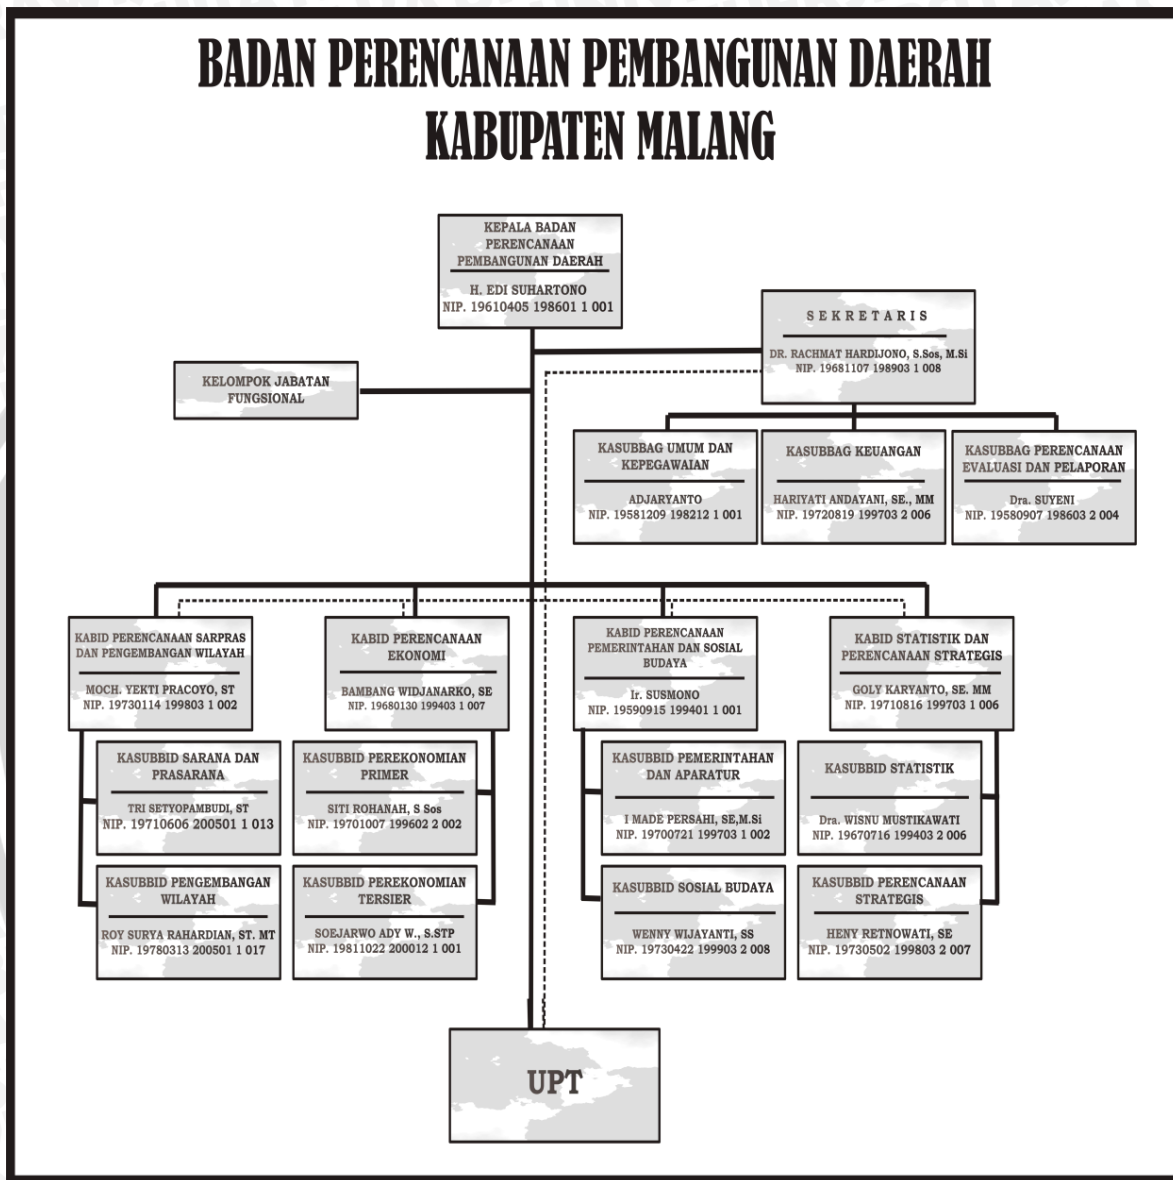 BADAN PERENCANAAN PEMBANGUNAN DAERAH
KABUPATEN MALANG
KEPALA BADAN
PERENCANAAN
PEMBANGUNAN DAERAH
H. EDI SUHARTONO
NIP. 19610405 198601 1 001
S E K R E T A R I S
DR. RACHMAT HARDIJONO, S.Sos, M.Si
NIP. 19681107 198903 1 008
KELOMPOK JABATAN
FUNGSIONAL
KASUBBAG UMUM DAN
KEPEGAWAIAN
ADJARYANTO
NIP. 19581209 198212 1 001
KASUBBAG KEUANGAN
HARIYATI ANDAYANI, SE., MM
NIP. 19720819 199703 2 006
KASUBBAG PERENCANAAN
EVALUASI DAN PELAPORAN
Dra. SUYENI
NIP. 19580907 198603 2 004
KABID PERENCANAAN SARPRAS
DAN PENGEMBANGAN WILAYAH
MOCH. YEKTI PRACOYO, ST
NIP. 19730114 199803 1 002
KABID PERENCANAAN
EKONOMI
BAMBANG WIDJANARKO, SE
NIP. 19680130 199403 1 007
KABID PERENCANAAN
PEMERINTAHAN DAN SOSIAL
BUDAYA
Ir. SUSMONO
NIP. 19590915 199401 1 001
KABID STATISTIK DAN
PERENCANAAN STRATEGIS
GOLY KARYANTO, SE. MM
NIP. 19710816 199703 1 006
KASUBBID SARANA DAN
PRASARANA
TRI SETYOPAMBUDI, ST
NIP. 19710606 200501 1 013
KASUBBID PEREKONOMIAN
PRIMER
SITI ROHANAH, S Sos
NIP. 19701007 199602 2 002
KASUBBID PEMERINTAHAN
DAN APARATUR
I MADE PERSAHI, SE,M.Si
NIP. 19700721 199703 1 002
KASUBBID STATISTIK
Dra. WISNU MUSTIKAWATI
NIP. 19670716 199403 2 006
KASUBBID PENGEMBANGAN
WILAYAH
ROY SURYA RAHARDIAN, ST. MT
NIP. 19780313 200501 1 017
KASUBBID PEREKONOMIAN
TERSIER
SOEJARWO ADY W., S.STP
NIP. 19811022 200012 1 001
KASUBBID SOSIAL BUDAYA
WENNY WIJAYANTI, SS
NIP. 19730422 199903 2 008
KASUBBID PERENCANAAN
STRATEGIS
HENY RETNOWATI, SE
NIP. 19730502 199803 2 007
UPT